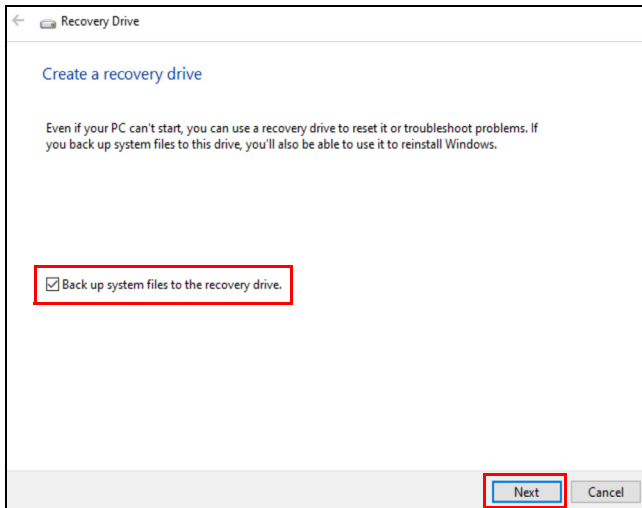 Recovery Drive
Create a recovery drive
Even if your PC can't start, you can use a recovery drive to reset it or troubleshoot problems. If
you back up system files to this drive, you'll also be able to use it to reinstall Windows.
Back up system files to the recovery drive.
Next Cancel